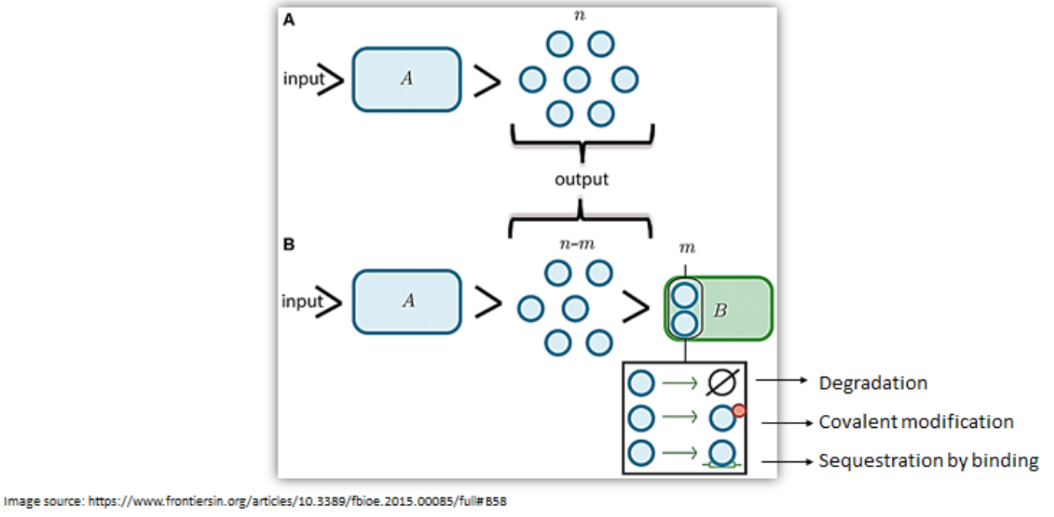 A
n
input
A
output
B
n–m
m
input
A
B
Degradation
Covalent modification
Sequestration by binding
Image source: https://www.frontiersin.org/articles/10.3389/fbioe.2015.00085/full#B58